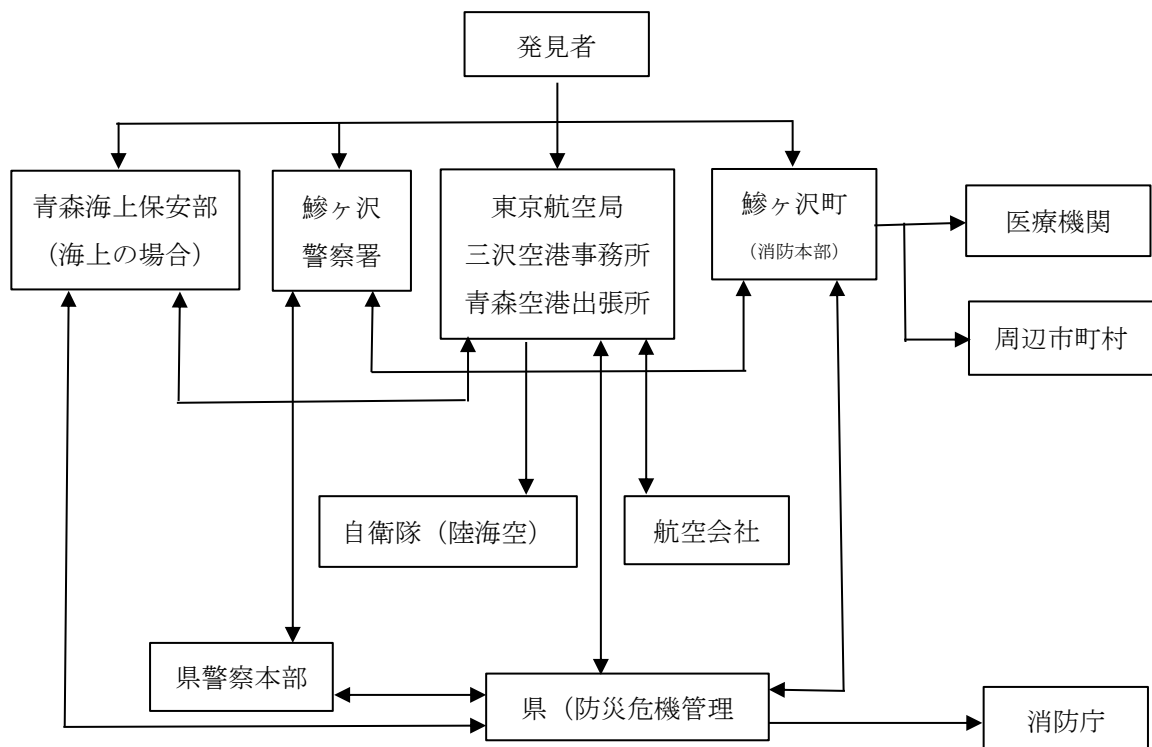 発見者
青森海上保安部
（海上の場合）
鰺ヶ沢
警察署
東京航空局
三沢空港事務所
青森空港出張所
鰺ヶ沢町
（消防本部）
医療機関
周辺市町村
自衛隊（陸海空）
航空会社
県警察本部
県（防災危機管理
消防庁